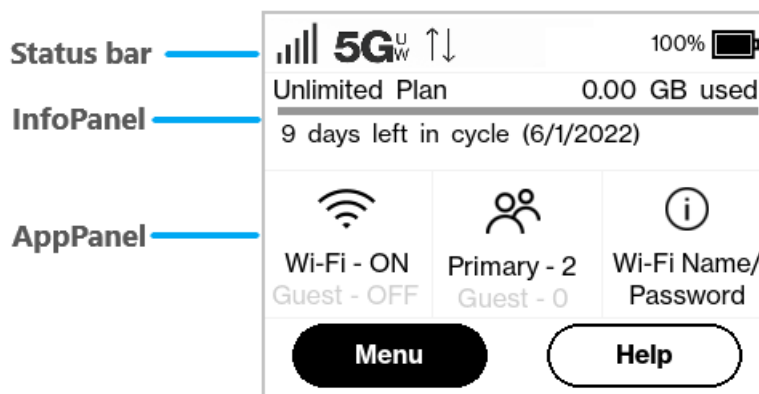 Status bar
5G UW 100%
InfoPanel
Unlimited Plan 0.00 GB used
9 days left in cycle (6/1/2022)
AppPanel
Wi-Fi - ON Primary - 2 Wi-Fi Name/
Guest - OFF Guest - 0 Password
Menu Help